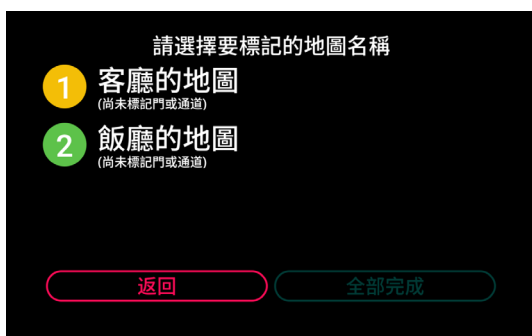 請選擇要標記的地圖名稱
1 客廳的地圖
(尚未標記門或通道)
2 飯廳的地圖
(尚未標記門或通道)
返回 全部完成